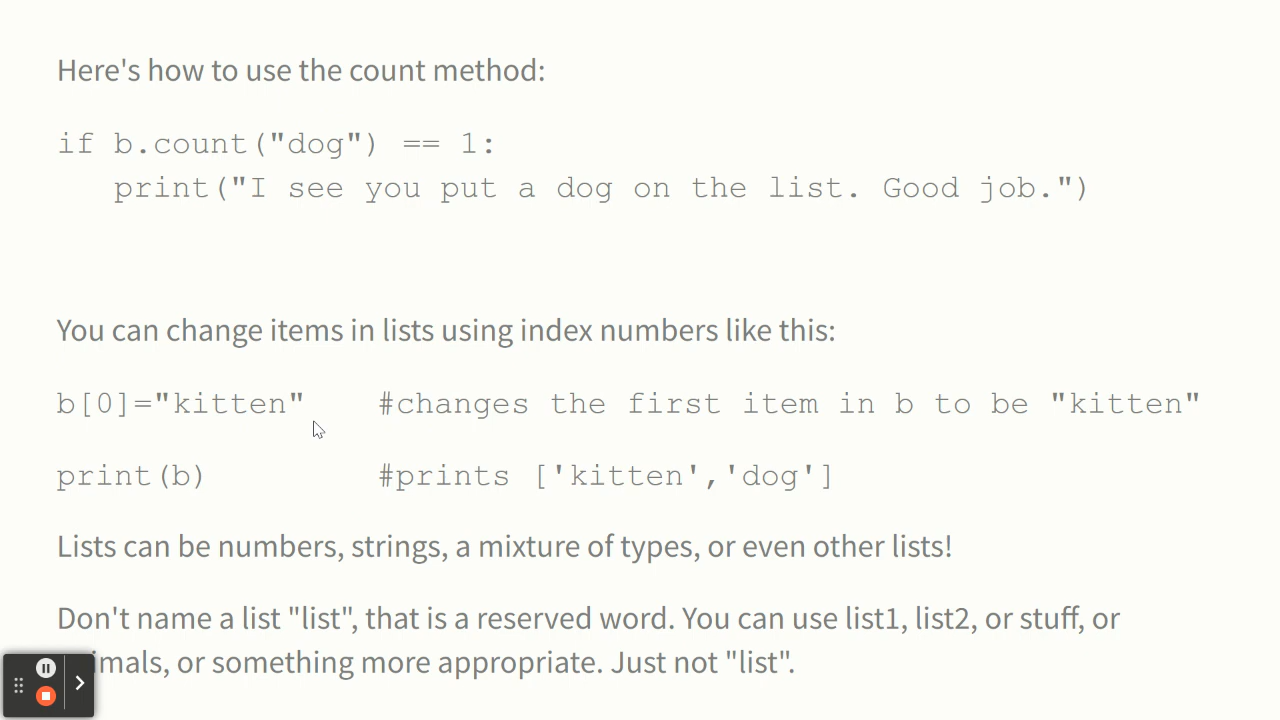 Here's how to use the count method:
if b.count("dog") == 1:
   print("I see you put a dog on the list. Good job.")
You can change items in lists using index numbers like this:
b[0]="kitten"    #changes the first item in b to be "kitten"
print(b)         #prints ['kitten','dog']
Lists can be numbers, strings, a mixture of types, or even other lists!
Don't name a list "list", that is a reserved word. You can use list1, list2, or stuff, or
imals, or something more appropriate. Just not "list".